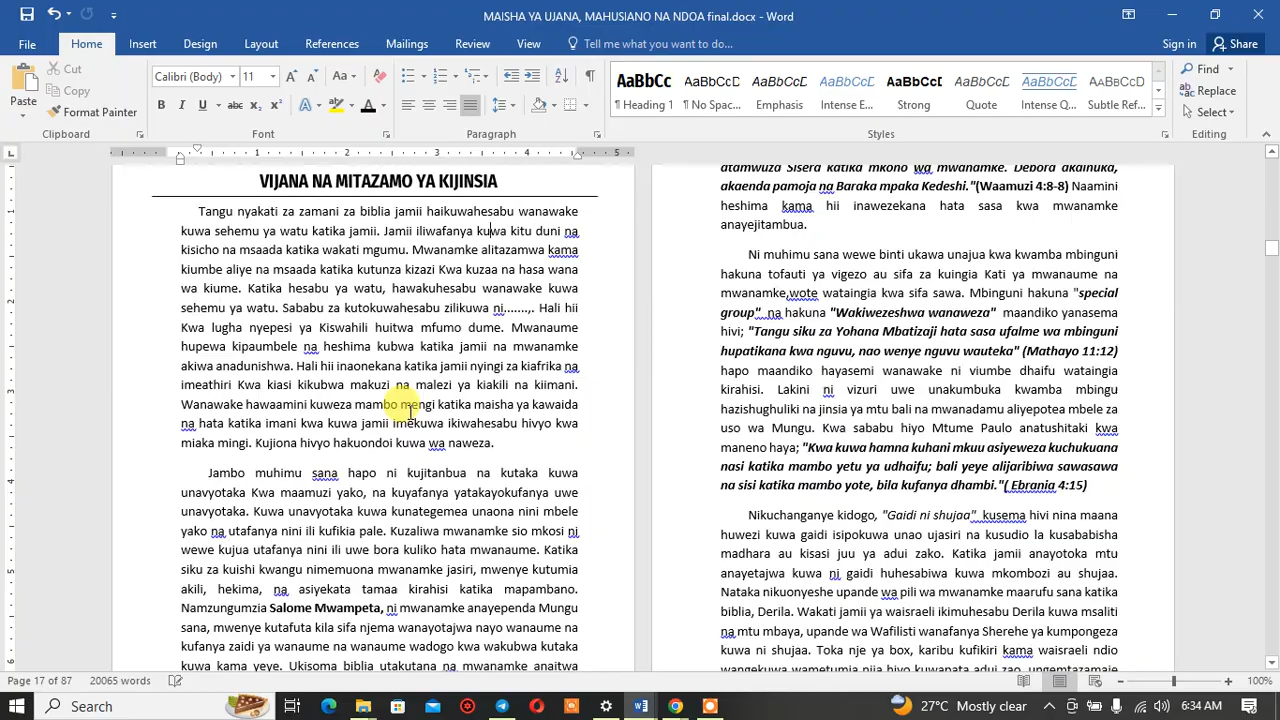 MAISHA YA UJANA, MAHUSIANO NA NDOA final.docx - Word
File Home Insert Design Layout References Mailings Review View Tell me what you want to do... Sign in Share
Paste
Cut
Copy
Format Painter
Clipboard
Calibri (Body) 11
Font
Paragraph
AaBbCc AaBbCcD AaBbCcD AaBbCcD AaBbCcD AaBbCcD AaBbCcD AaBbCcD
¶ Heading 1 ¶ No Spac... Emphasis Intense E... Strong Quote Intense Q... Subtle Ref...
Styles
Find
Replace
Select
Editing
VIJANA NA MITAZAMO YA KIJINSIA
Tangu nyakati za zamani za biblia jamii haikuwahesabu wanawake
kuwa sehemu ya watu katika jamii. Jamii iliwafanya kuwa kitu duni na
kisicho na msaada katika wakati mgumu. Mwanamke alitazamwa kama
kiumbe aliye na msaada katika kutunza kizazi Kwa kuzaa na hasa wana
wa kiume. Katika hesabu ya watu, hawakuhesabu wanawake kuwa
sehemu ya watu. Sababu za kutokuwahesabu zilikuwa ni.......,. Hali hii
Kwa lugha nyepesi ya Kiswahili huitwa mfumo dume. Mwanaume
hupewa kipaumbele na heshima kubwa katika jamii na mwanamke
akiwa anadunishwa. Hali hii inaonekana katika jamii nyingi za kiafrika na
imeathiri Kwa kiasi kikubwa makuzi na malezi ya kiakili na kiimani.
Wanawake hawaamini kuweza mambo mengi katika maisha ya kawaida
na hata katika imani kwa kuwa jamii imekuwa ikiwahesabu hivyo kwa
miaka mingi. Kujiona hivyo hakuondoi kuwa wa naweza.
Jambo muhimu sana hapo ni kujitanbua na kutaka kuwa
unavyotaka Kwa maamuzi yako, na kuyafanya yatakayokufanya uwe
unavyotaka. Kuwa unavyotaka kuwa kunategemea unaona nini mbele
yako na utafanya nini ili kufikia pale. Kuzaliwa mwanamke sio mkosi ni
wewe kujua utafanya nini ili uwe bora kuliko hata mwanaume. Katika
siku za kuishi kwangu nimemuona mwanamke jasiri, mwenye kutumia
akili, hekima, na asiyekata tamaa kirahisi katika mapambano.
Namzungumzia Salome Mwampeta, ni mwanamke anayependa Mungu
sana, mwenye kutafuta kila sifa njema wanayotajwa nayo wanaume na
kufanya zaidi ya wanaume na wanaume wadogo kwa wakubwa kutaka
kuwa kama yeye. Ukisoma biblia utakutana na mwanamke anaitwa
atamwuza Sisera katika mkono wa mwanamke. Debora akainuka,
akaenda pamoja na Baraka mpaka Kedeshi."(Waamuzi 4:8-8) Naamini
heshima kama hii inawezekana hata sasa kwa mwanamke
anayejitambua.
Ni muhimu sana wewe binti ukawa unajua kwa kwamba mbinguni
hakuna tofauti ya vigezo au sifa za kuingia Kati ya mwanaume na
mwanamke,wote wataingia kwa sifa sawa. Mbinguni hakuna "special
group" na hakuna "Wakiwezeshwa wanaweza" maandiko yanasema
hivi; "Tangu siku za Yohana Mbatizaji hata sasa ufalme wa mbinguni
hupatikana kwa nguvu, nao wenye nguvu wauteka" (Mathayo 11:12)
hapo maandiko hayasemi wanawake ni viumbe dhaifu wataingia
kirahisi. Lakini ni vizuri uwe unakumbuka kwamba mbingu
hazishughuliki na jinsia ya mtu bali na mwanadamu aliyepotea mbele za
uso wa Mungu. Kwa sababu hiyo Mtume Paulo anatushitaki kwa
maneno haya; "Kwa kuwa hamna kuhani mkuu asiyeweza kuchukuana
nasi katika mambo yetu ya udhaifu; bali yeye alijaribiwa sawasawa
na sisi katika mambo yote, bila kufanya dhambi."( Ebrania 4:15)
Nikuchanganye kidogo, "Gaidi ni shujaa" kusema hivi nina maana
huwezi kuwa gaidi isipokuwa unao ujasiri na kusudio la kusababisha
madhara au kisasi juu ya adui zako. Katika jamii anayotoka mtu
anayetajwa kuwa ni gaidi huhesabiwa kuwa mkombozi au shujaa.
Nataka nikuonyeshe upande wa pili wa mwanamke maarufu sana katika
biblia, Derila. Wakati jamii ya waisraeli ikimuhesabu Derila kuwa msaliti
na mtu mbaya, upande wa Wafilisti wanafanya Sherehe ya kumpongeza
kuwa ni shujaa. Toka nje ya box, karibu kufikiri kama waisraeli ndio
wangekuwa wametumia njia hiyo kuwapata adui zao, ungemtazamaje
Page 17 of 87 20065 words 100%
Search 27°C Mostly clear 6:34 AM